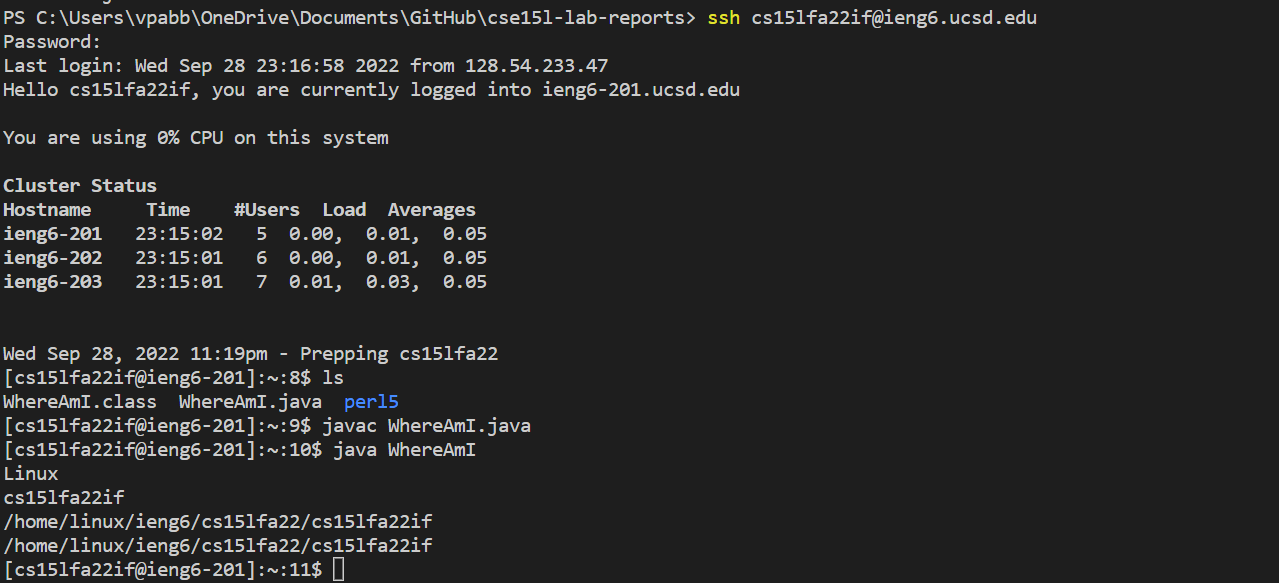 PS C:\Users\vpabb\OneDrive\Documents\GitHub\cse15l-lab-reports> ssh cs15lfa22if@ieng6.ucsd.edu
Password:
Last login: Wed Sep 28 23:16:58 2022 from 128.54.233.47
Hello cs15lfa22if, you are currently logged into ieng6-201.ucsd.edu
You are using 0% CPU on this system
Cluster Status
Hostname     Time    #Users  Load  Averages
ieng6-201   23:15:02   5  0.00,  0.01,  0.05
ieng6-202   23:15:01   6  0.00,  0.01,  0.05
ieng6-203   23:15:01   7  0.01,  0.03,  0.05
Wed Sep 28, 2022 11:19pm - Prepping cs15lfa22
[cs15lfa22if@ieng6-201]:~:8$ ls
WhereAmI.class  WhereAmI.java  perl5
[cs15lfa22if@ieng6-201]:~:9$ javac WhereAmI.java
[cs15lfa22if@ieng6-201]:~:10$ java WhereAmI
Linux
cs15lfa22if
/home/linux/ieng6/cs15lfa22/cs15lfa22if
/home/linux/ieng6/cs15lfa22/cs15lfa22if
[cs15lfa22if@ieng6-201]:~:11$